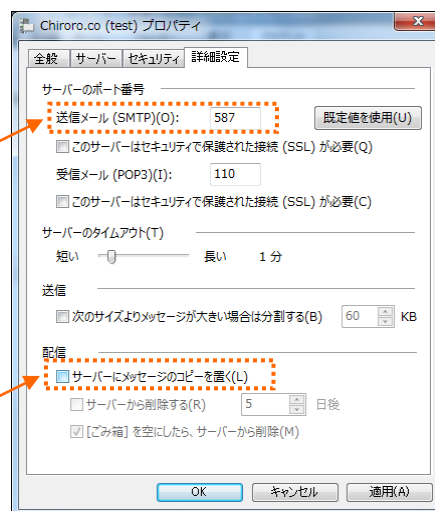 Chiroro.co (test) プロパティ
全般 サーバー セキュリティ 詳細設定
サーバーのポート番号
送信メール (SMTP)(O): 587 既定値を使用(U)
このサーバーはセキュリティで保護された接続 (SSL) が必要(Q)
受信メール (POP3)(I): 110
このサーバーはセキュリティで保護された接続 (SSL) が必要(C)
サーバーのタイムアウト(T)
短い 長い 1 分
送信
次のサイズよりメッセージが大きい場合は分割する(B) 60 KB
配信
サーバーにメッセージのコピーを置く(L)
サーバーから削除する(R) 5 日後
[ごみ箱] を空にしたら、サーバーから削除(M)
OK キャンセル 適用(A)